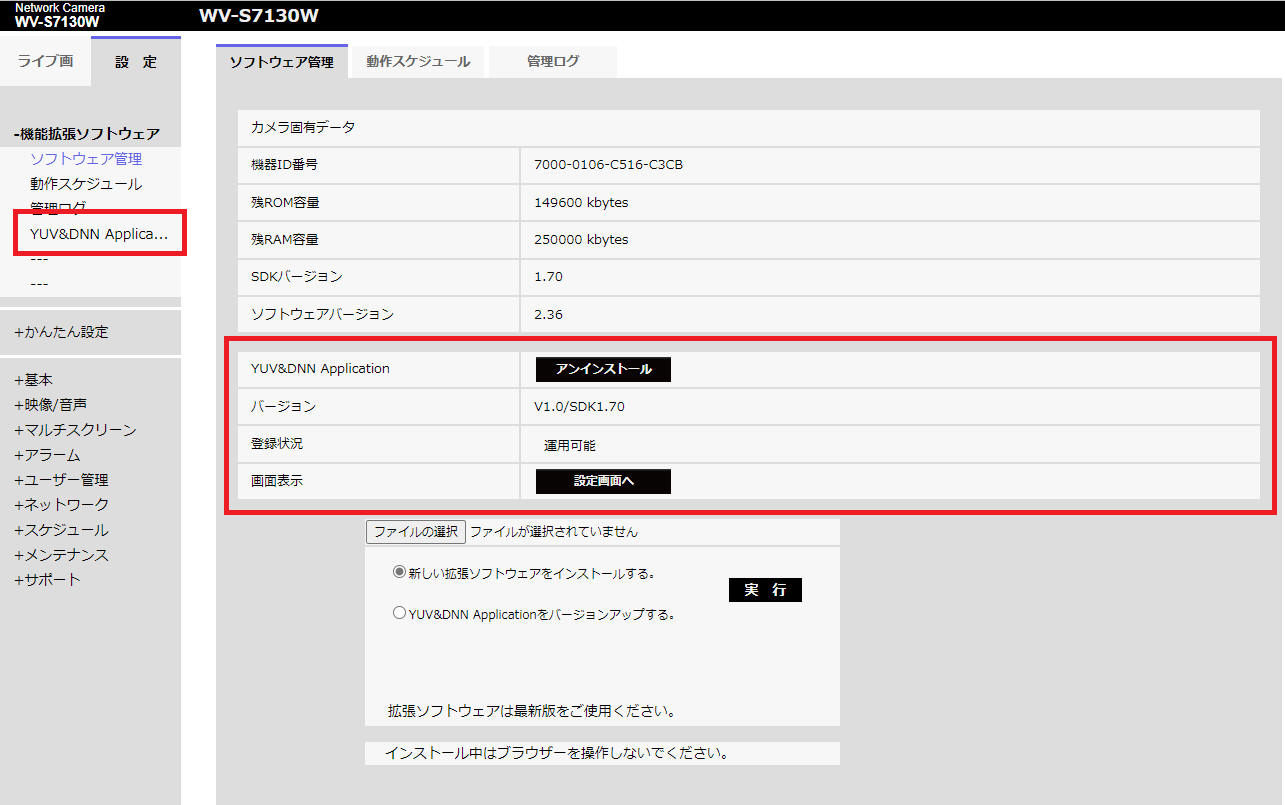 Network Camera
WV-S7130W
WV-S7130W
ライブ画
設　定
ソフトウェア管理
動作スケジュール
管理ログ
-機能拡張ソフトウェア
ソフトウェア管理
動作スケジュール
管理ログ
YUV&DNN Applica...
---
---
+かんたん設定
+基本
+映像/音声
+マルチスクリーン
+アラーム
+ユーザー管理
+ネットワーク
+スケジュール
+メンテナンス
+サポート
カメラ固有データ
機器ID番号 7000-0106-C516-C3CB
残ROM容量 149600 kbytes
残RAM容量 250000 kbytes
SDKバージョン 1.70
ソフトウェアバージョン 2.36
YUV&DNN Application アンインストール
バージョン V1.0/SDK1.70
登録状況 運用可能
画面表示 設定画面へ
ファイルの選択 ファイルが選択されていません
新しい拡張ソフトウェアをインストールする。
実　行
YUV&DNN Applicationをバージョンアップする。
拡張ソフトウェアは最新版をご使用ください。
インストール中はブラウザーを操作しないでください。